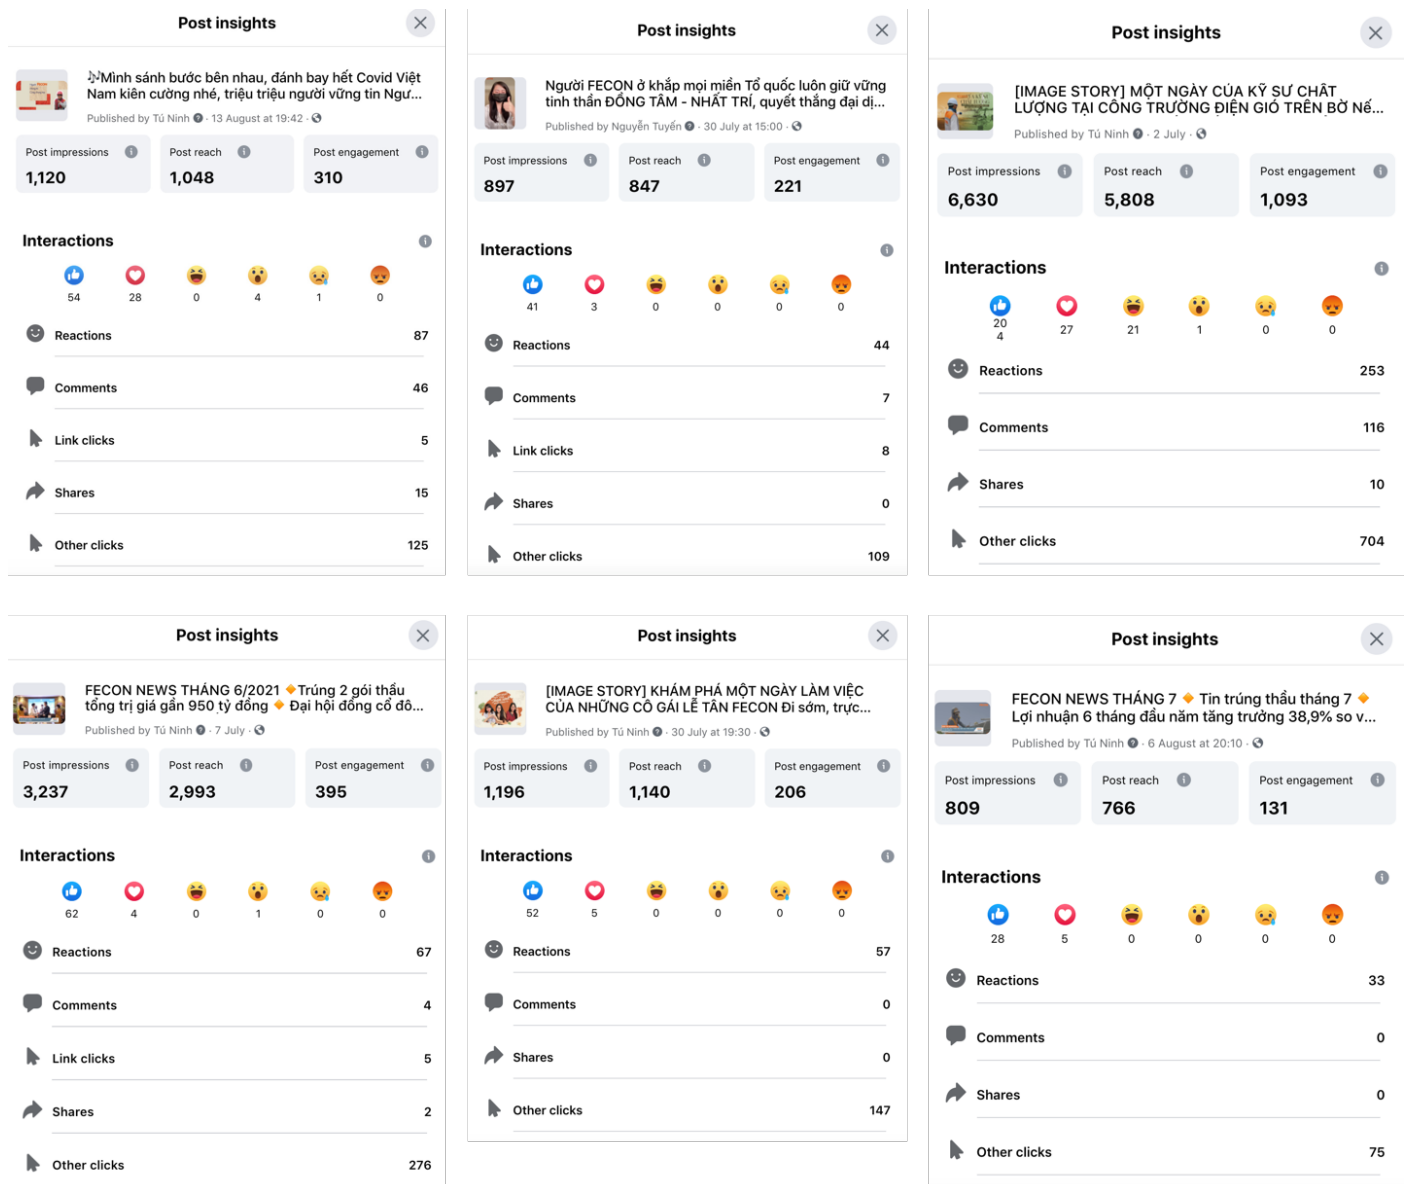 Post insights
🎶Mình sánh bước bên nhau, đánh bay hết Covid Việt
Nam kiên cường nhé, triệu triệu người vững tin Ngư...
Published by Tú Ninh · 13 August at 19:42 ·
Post impressions
1,120
Post reach
1,048
Post engagement
310
Interactions
54 28 0 4 1 0
Reactions 87
Comments 46
Link clicks 5
Shares 15
Other clicks 125
Post insights
Người FECON ở khắp mọi miền Tổ quốc luôn giữ vững
tinh thần ĐỒNG TÂM - NHẤT TRÍ, quyết thắng đại dị...
Published by Nguyễn Tuyến · 30 July at 15:00 ·
Post impressions
897
Post reach
847
Post engagement
221
Interactions
41 3 0 0 0 0
Reactions 44
Comments 7
Link clicks 8
Shares 0
Other clicks 109
Post insights
[IMAGE STORY] MỘT NGÀY CỦA KỸ SƯ CHẤT
LƯỢNG TẠI CÔNG TRƯỜNG ĐIỆN GIÓ TRÊN BỜ Nế...
Published by Tú Ninh · 2 July ·
Post impressions
6,630
Post reach
5,808
Post engagement
1,093
Interactions
20 27 21 1 0 0
4
Reactions 253
Comments 116
Shares 10
Other clicks 704
Post insights
FECON NEWS THÁNG 6/2021 🔸Trúng 2 gói thầu
tổng trị giá gần 950 tỷ đồng 🔸 Đại hội đồng cổ đô...
Published by Tú Ninh · 7 July ·
Post impressions
3,237
Post reach
2,993
Post engagement
395
Interactions
62 4 0 1 0 0
Reactions 67
Comments 4
Link clicks 5
Shares 2
Other clicks 276
Post insights
[IMAGE STORY] KHÁM PHÁ MỘT NGÀY LÀM VIỆC
CỦA NHỮNG CÔ GÁI LỄ TÂN FECON Đi sớm, trực...
Published by Tú Ninh · 30 July at 19:30 ·
Post impressions
1,196
Post reach
1,140
Post engagement
206
Interactions
52 5 0 0 0 0
Reactions 57
Comments 0
Shares 0
Other clicks 147
Post insights
FECON NEWS THÁNG 7 🔸 Tin trúng thầu tháng 7 🔸
Lợi nhuận 6 tháng đầu năm tăng trưởng 38,9% so v...
Published by Tú Ninh · 6 August at 20:10 ·
Post impressions
809
Post reach
766
Post engagement
131
Interactions
28 5 0 0 0 0
Reactions 33
Comments 0
Shares 0
Other clicks 75